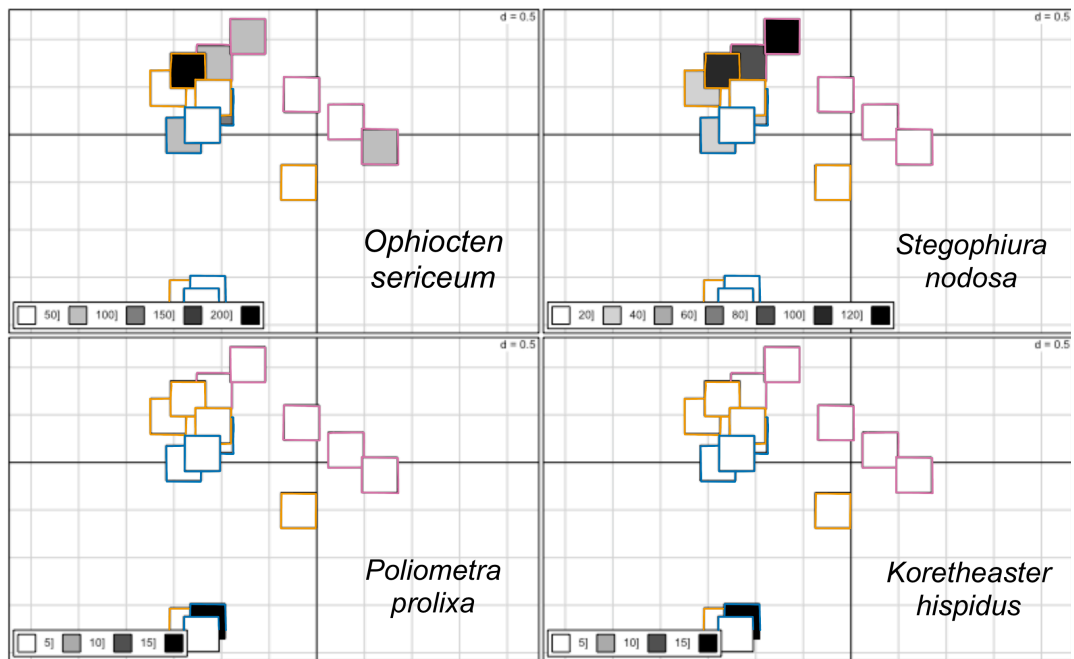 d = 0.5
Ophiocten
sericeum
50] 100] 150] 200]
d = 0.5
Stegophiura
nodosa
20] 40] 60] 80] 100] 120]
d = 0.5
Poliometra
prolixa
5] 10] 15]
d = 0.5
Koretheaster
hispidus
5] 10] 15]